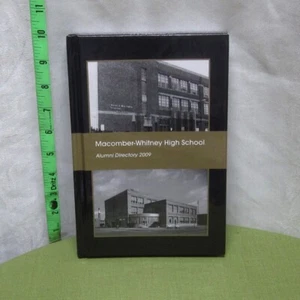 Macomber-Whitney High School
Alumni Directory 2009